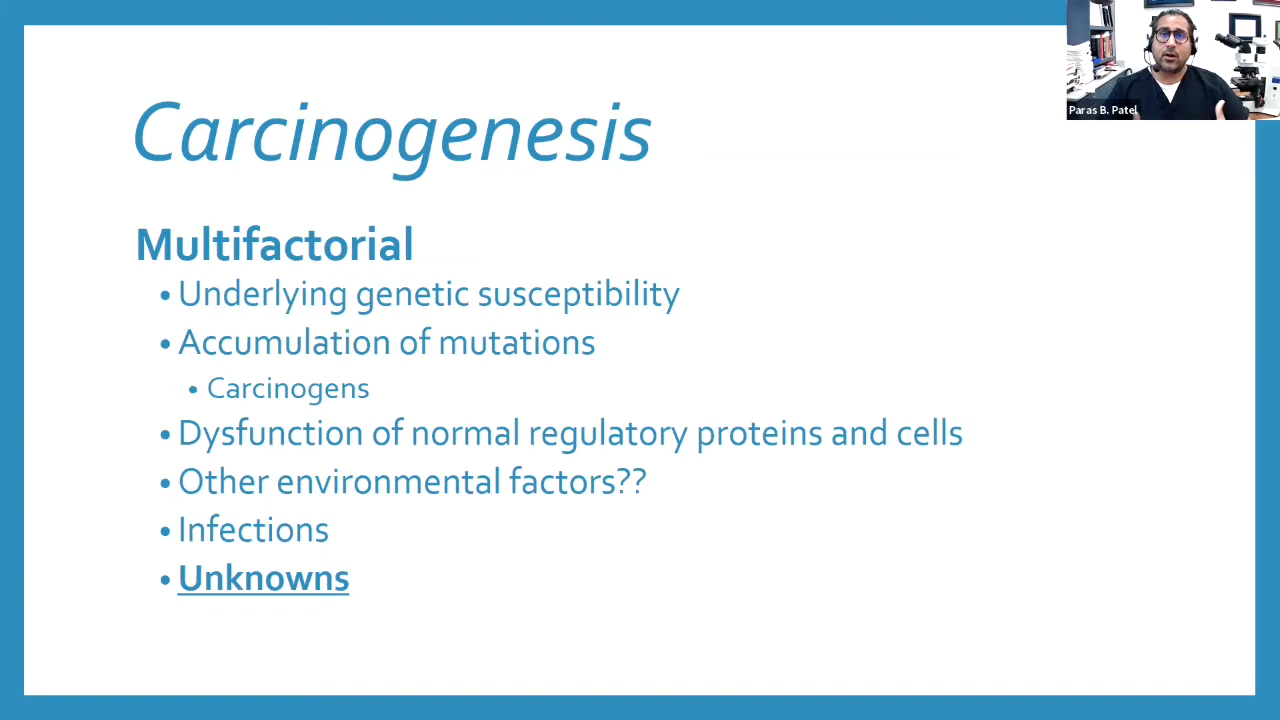 Carcinogenesis
Paras B. Patel
Multifactorial
• Underlying genetic susceptibility
• Accumulation of mutations
• Carcinogens
• Dysfunction of normal regulatory proteins and cells
• Other environmental factors??
• Infections
• Unknowns